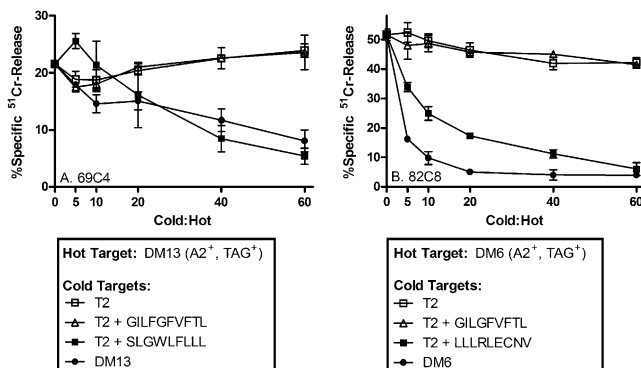 %Specific ⁵¹Cr-Release
30
20
10
0
A. 69C4
0 5 10 20 40 60
Cold:Hot
Hot Target: DM13 (A2⁺, TAG⁺)
Cold Targets:
T2
T2 + GILFGFVFTL
T2 + SLGWLFLLL
DM13
%Specific ⁵¹Cr-Release
50
40
30
20
10
0
B. 82C8
0 5 10 20 40 60
Cold:Hot
Hot Target: DM6 (A2⁺, TAG⁺)
Cold Targets:
T2
T2 + GILGFVFTL
T2 + LLLRLECNV
DM6